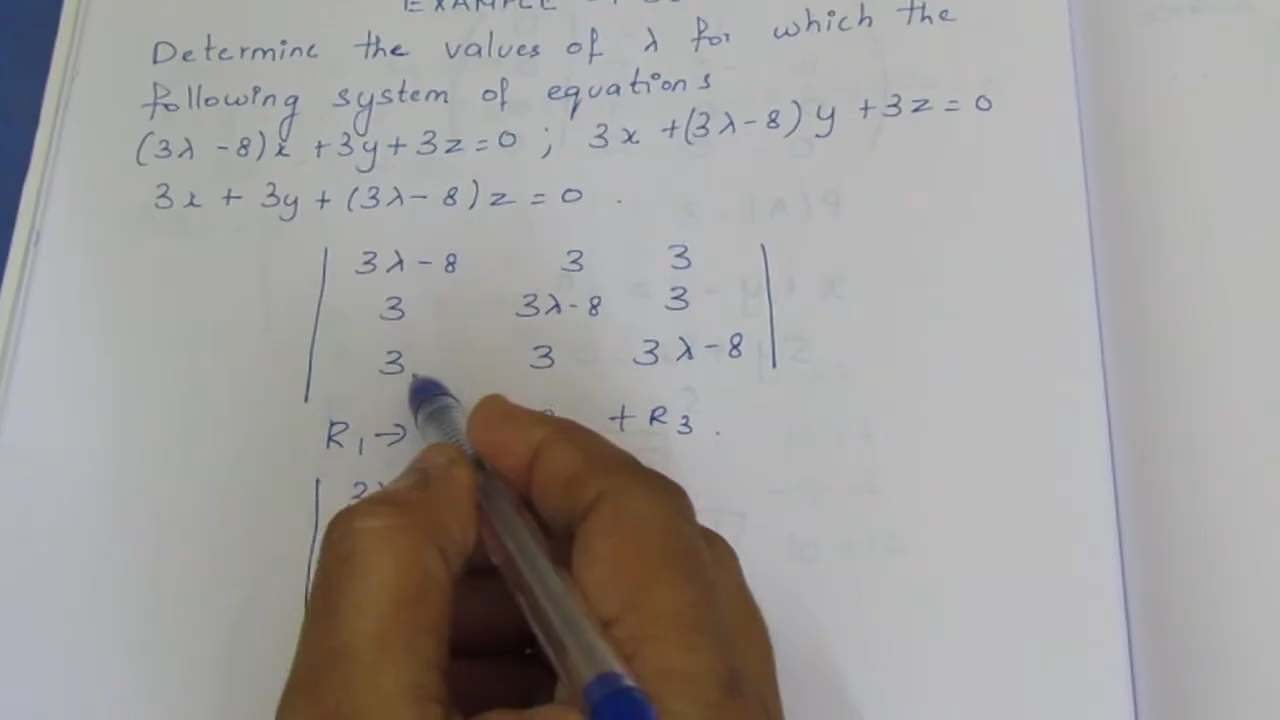 EXAMPLE
Determine the values of λ for which the
following system of equations
(3λ-8)x + 3y + 3z = 0 ; 3x + (3λ-8) y + 3z = 0
3x + 3y + (3λ-8) z = 0 .
3λ-8 3 3
3 3λ-8 3
3 3 3λ-8
R1 → + R3 .